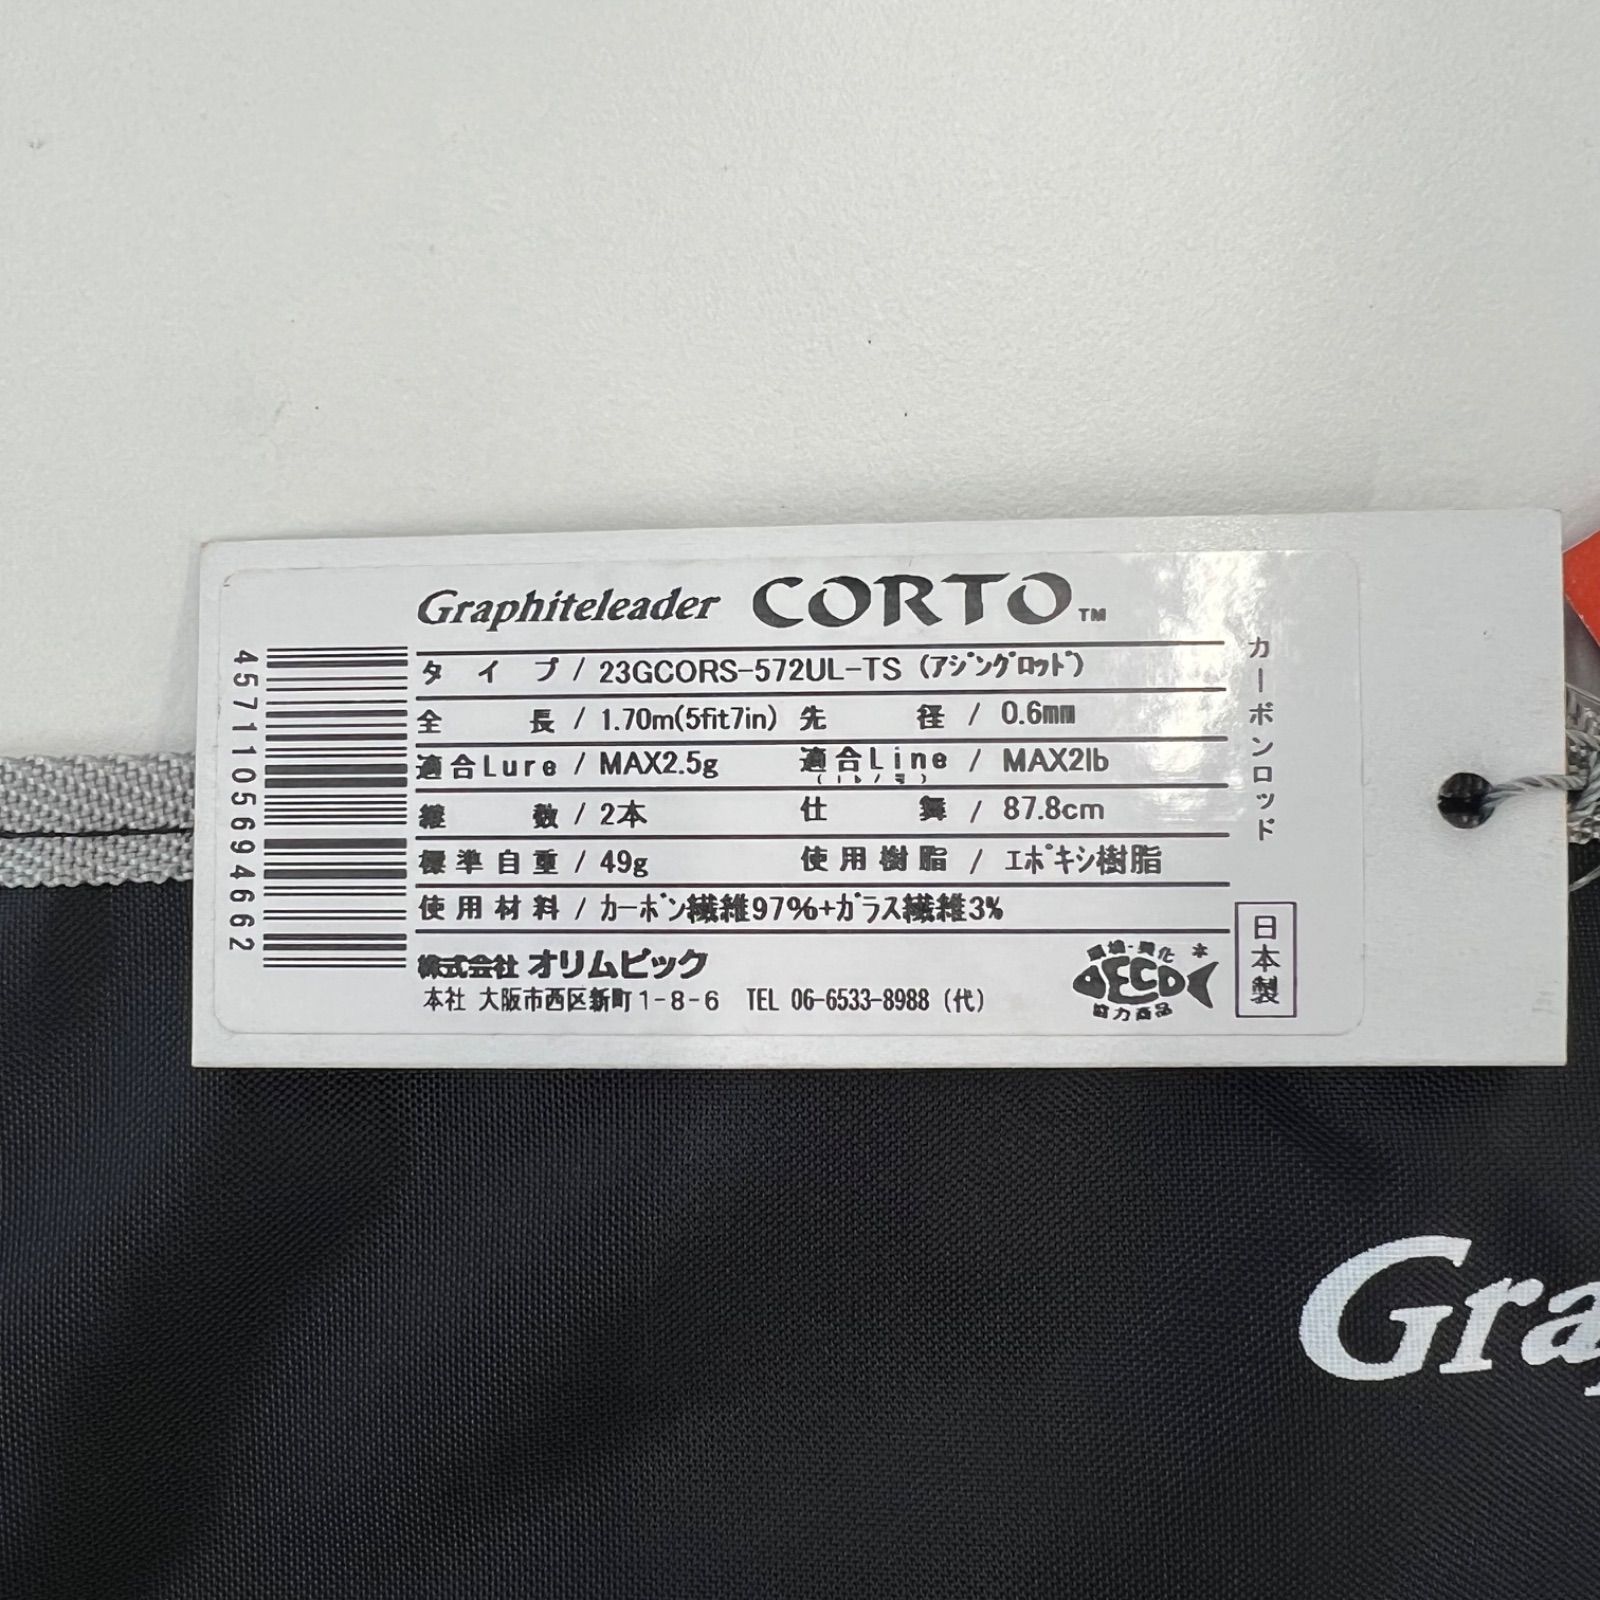 Graphiteleader CORTO™
タイプ / 23GCORS-572UL-TS (ｱｼﾞﾝｸﾞﾛｯﾄﾞ)
全長 / 1.70m(5fit7in) 先径 / 0.6mm
適合Lure / MAX2.5g 適合Line / MAX2lb
継数 / 2本 仕舞 / 87.8cm
標準自重 / 49g 使用樹脂 / ｴﾎﾟｷｼ樹脂
使用材料 / ｶｰﾎﾞﾝ繊維97%+ｶﾞﾗｽ繊維3%
株式会社 オリムピック
本社 大阪市西区新町1-8-6 TEL 06-6533-8988 (代)
4571105694662
カーボンロッド
日本製
DECO
協力商品
Gra